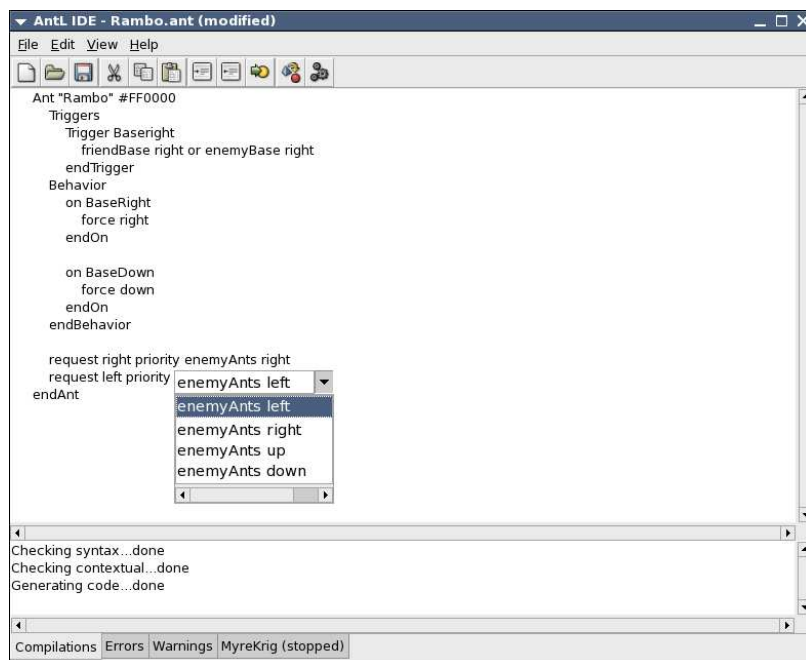 AntL IDE - Rambo.ant (modified)
File Edit View Help
Ant "Rambo" #FF0000
Triggers
Trigger Baseright
friendBase right or enemyBase right
endTrigger
Behavior
on BaseRight
force right
endOn
on BaseDown
force down
endOn
endBehavior
request right priority enemyAnts right
request left priority enemyAnts left
endAnt
enemyAnts left
enemyAnts right
enemyAnts up
enemyAnts down
Checking syntax...done
Checking contextual...done
Generating code...done
Compilations Errors Warnings MyreKrig (stopped)